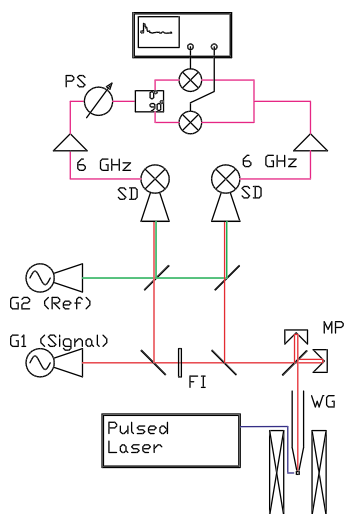 PS
0°
90°
6 GHz
6 GHz
SD
SD
G2 (Ref)
G1 (Signal)
MP
FI
WG
Pulsed
Laser